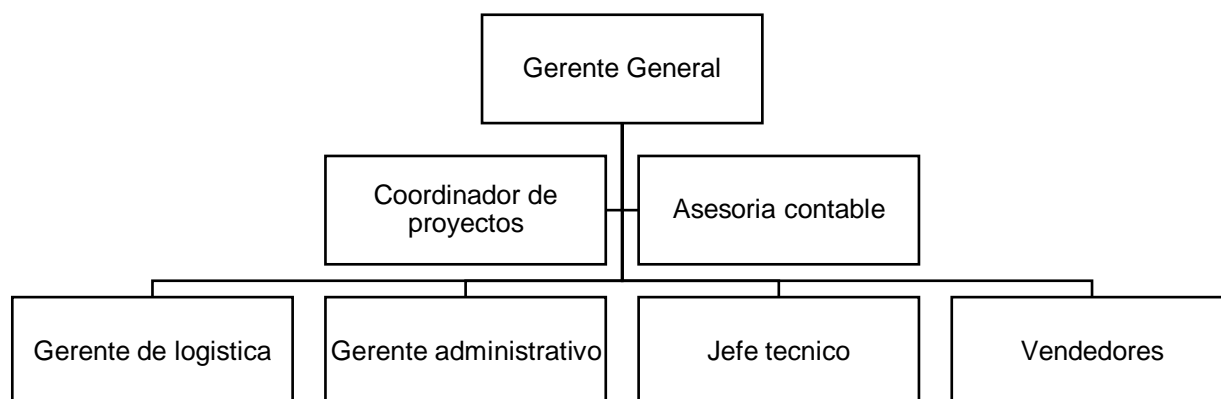 Gerente General
Coordinador de
proyectos
Asesoria contable
Gerente de logistica
Gerente administrativo
Jefe tecnico
Vendedores